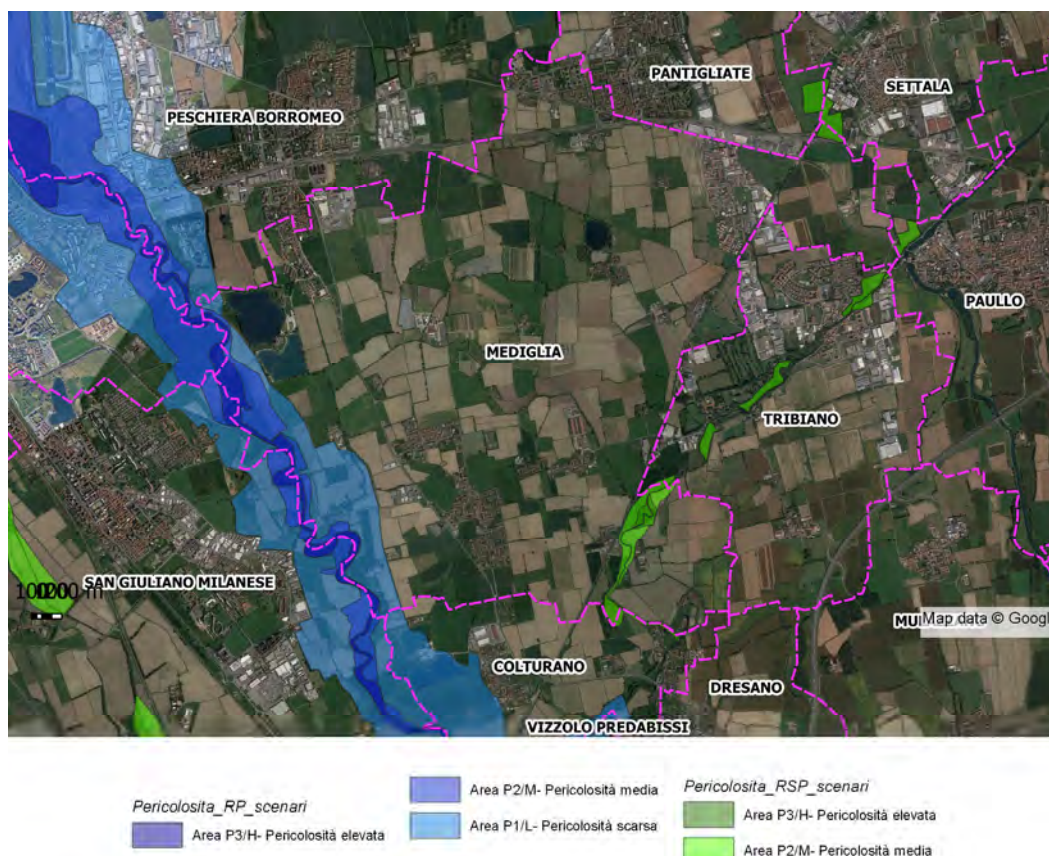 PANTIGLIATE
SETTALA
PESCHIERA BORROMEO
PAULLO
MEDIGLIA
TRIBIANO
SAN GIULIANO MILANESE
Map data © Googl
COLTURANO
DRESANO
VIZZOLO PREDABISSI
Pericolosita_RP_scenari
Area P3/H- Pericolosità elevata
Area P2/M- Pericolosità media
Area P1/L- Pericolosità scarsa
Pericolosita_RSP_scenari
Area P3/H- Pericolosità elevata
Area P2/M- Pericolosità media